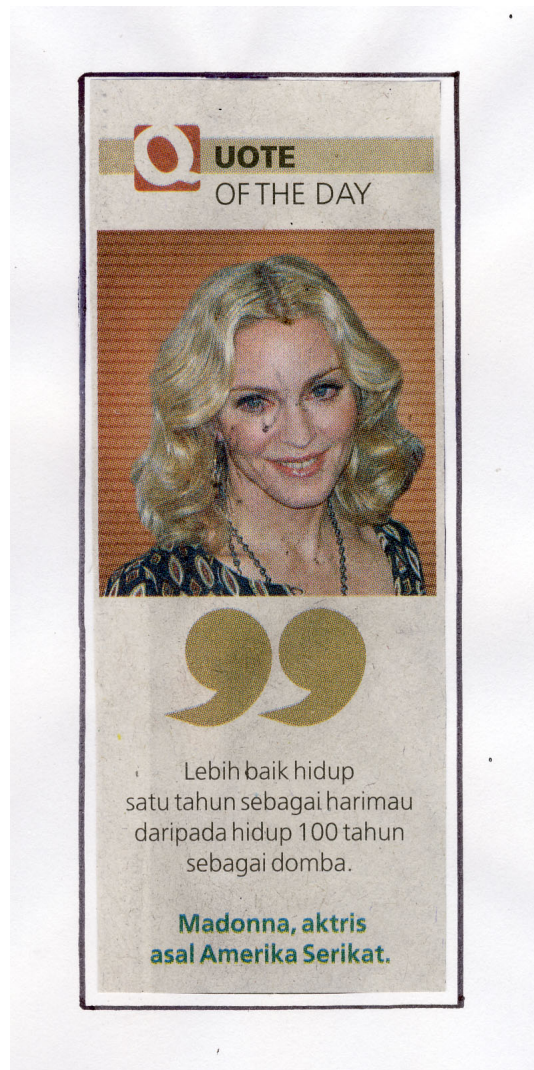 QUOTE
OF THE DAY
Lebih baik hidup
satu tahun sebagai harimau
daripada hidup 100 tahun
sebagai domba.
Madonna, aktris
asal Amerika Serikat.